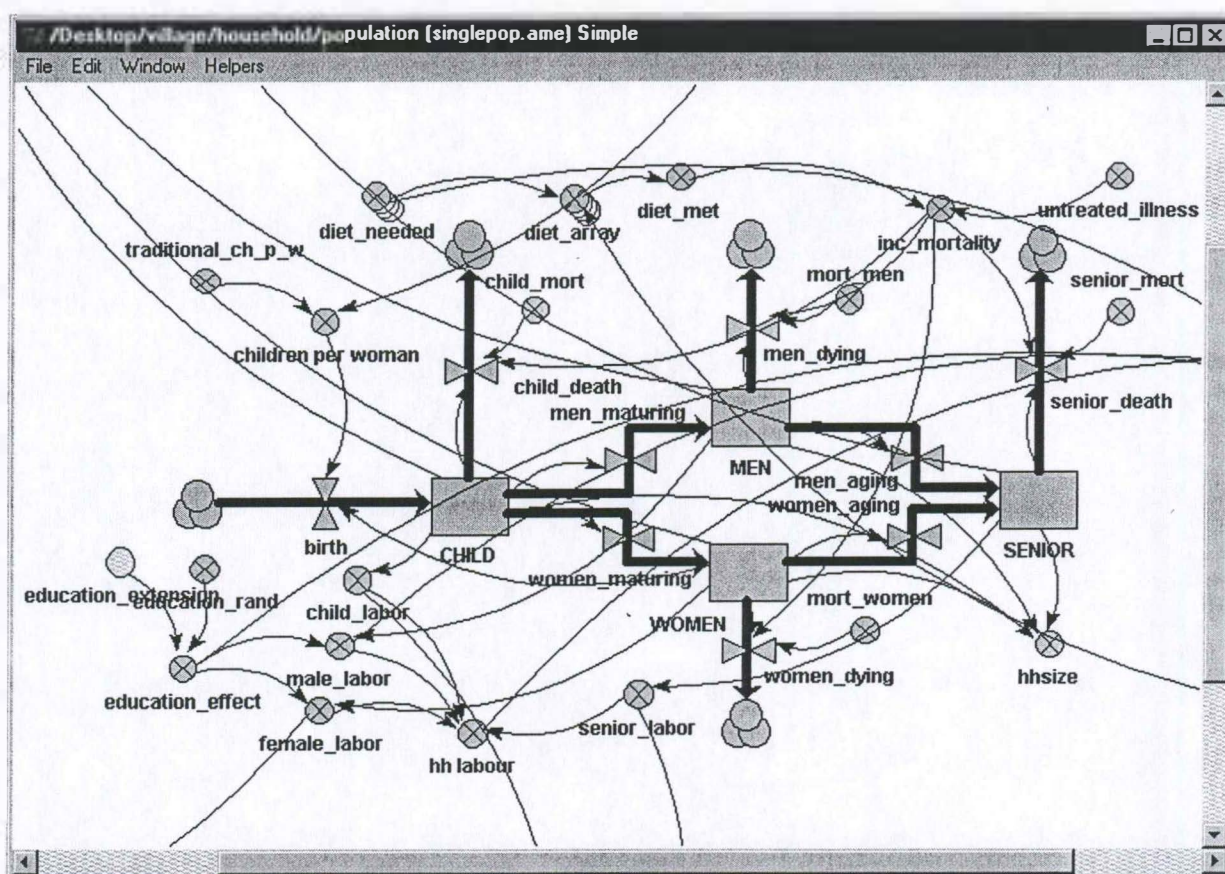 /Desktop/village/household/population (singlepop.ame) Simple
File Edit Window Helpers
diet_needed
diet_array
diet_met
inc_mortality
untreated_illness
traditional_ch_p_w
child_mort
mort_men
senior_mort
children per woman
child_death
men_dying
senior_death
men_maturing
MEN
men_aging
women_aging
birth
CHILD
SENIOR
women_maturing
education_extension
education_rand
child_labor
WOMEN
mort_women
male_labor
women_dying
hhsize
education_effect
female_labor
senior_labor
hh labour